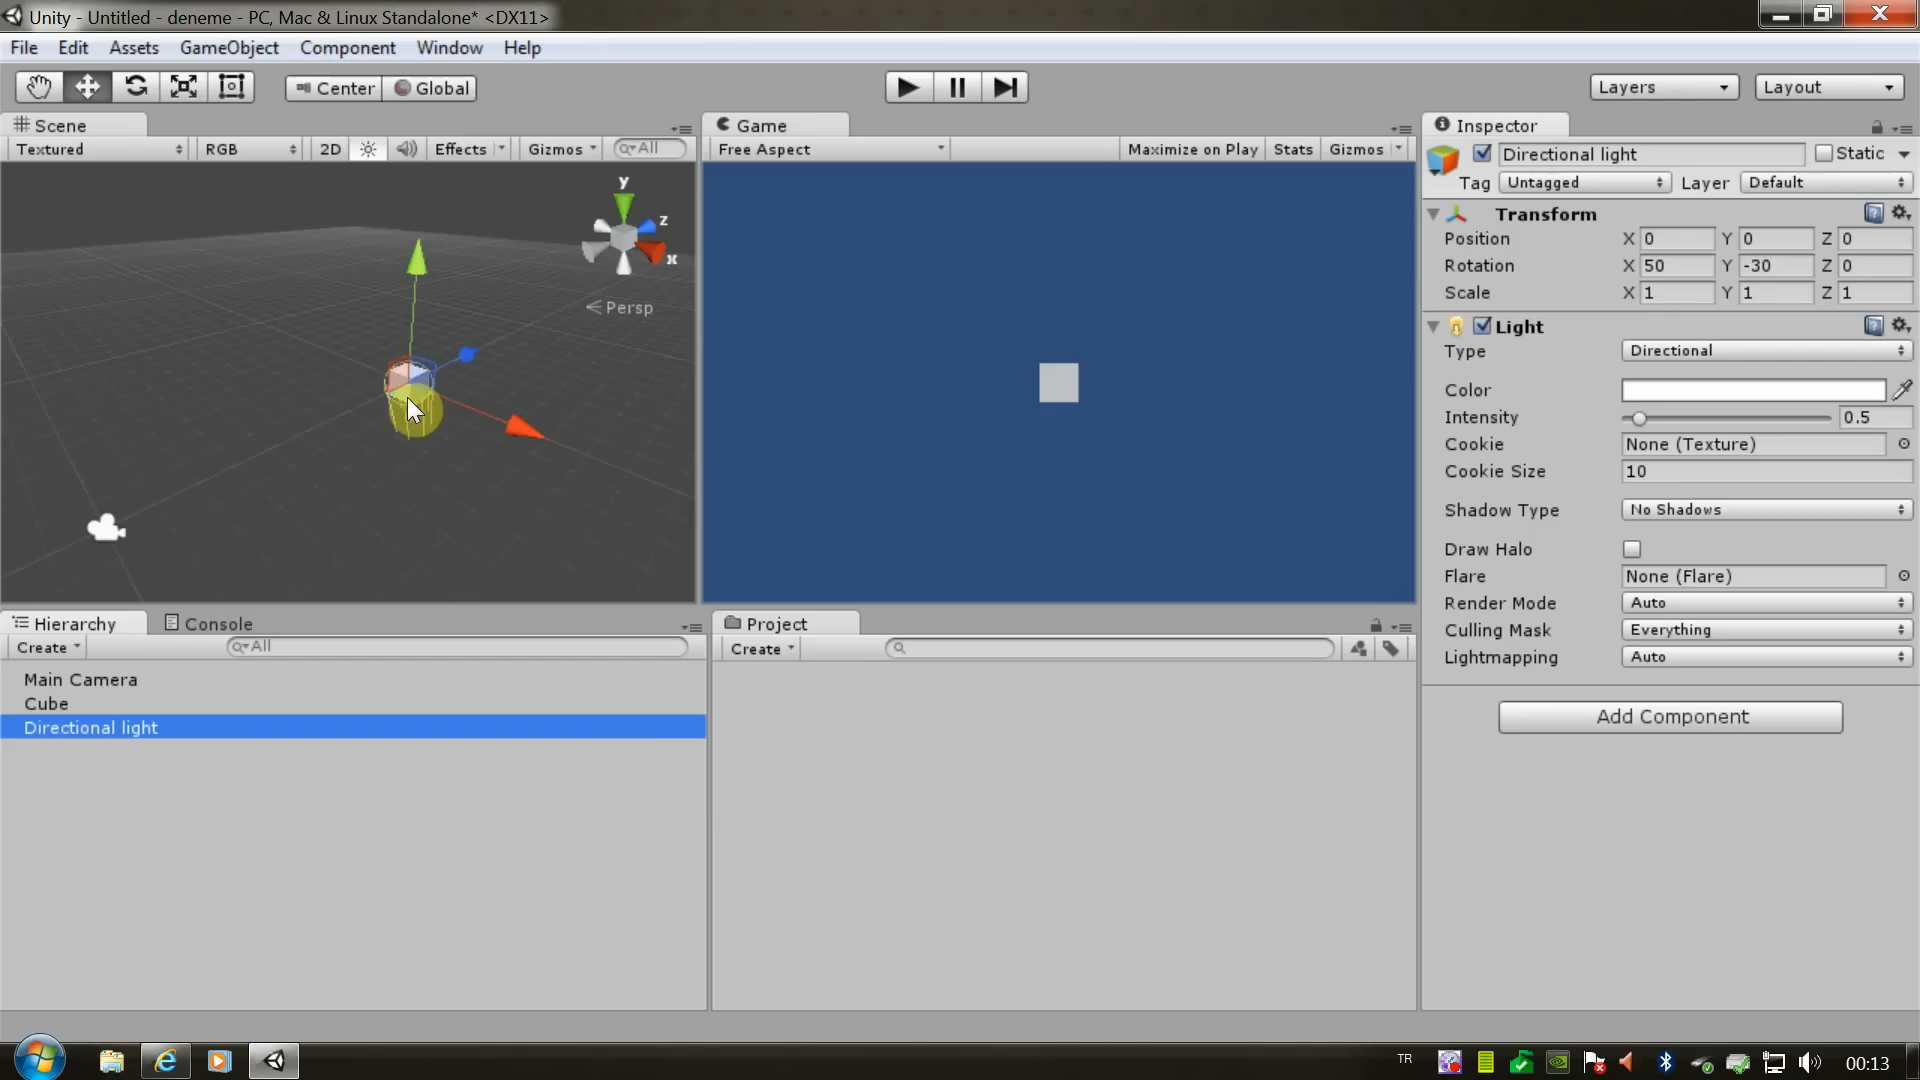 Unity - Untitled - deneme - PC, Mac & Linux Standalone* <DX11>
File Edit Assets GameObject Component Window Help
Center Global Layers Layout
Scene Game Inspector
Textured RGB 2D Effects Gizmos All Free Aspect Maximize on Play Stats Gizmos
Directional light Static
Tag Untagged Layer Default
Transform
Position X 0 Y 0 Z 0
Rotation X 50 Y -30 Z 0
Scale X 1 Y 1 Z 1
y
z
x
Persp
Light
Type Directional
Color
Intensity 0.5
Cookie None (Texture)
Cookie Size 10
Shadow Type No Shadows
Draw Halo
Flare None (Flare)
Render Mode Auto
Culling Mask Everything
Lightmapping Auto
Add Component
Hierarchy Console
Create All
Main Camera
Cube
Directional light
Project
Create
TR 00:13